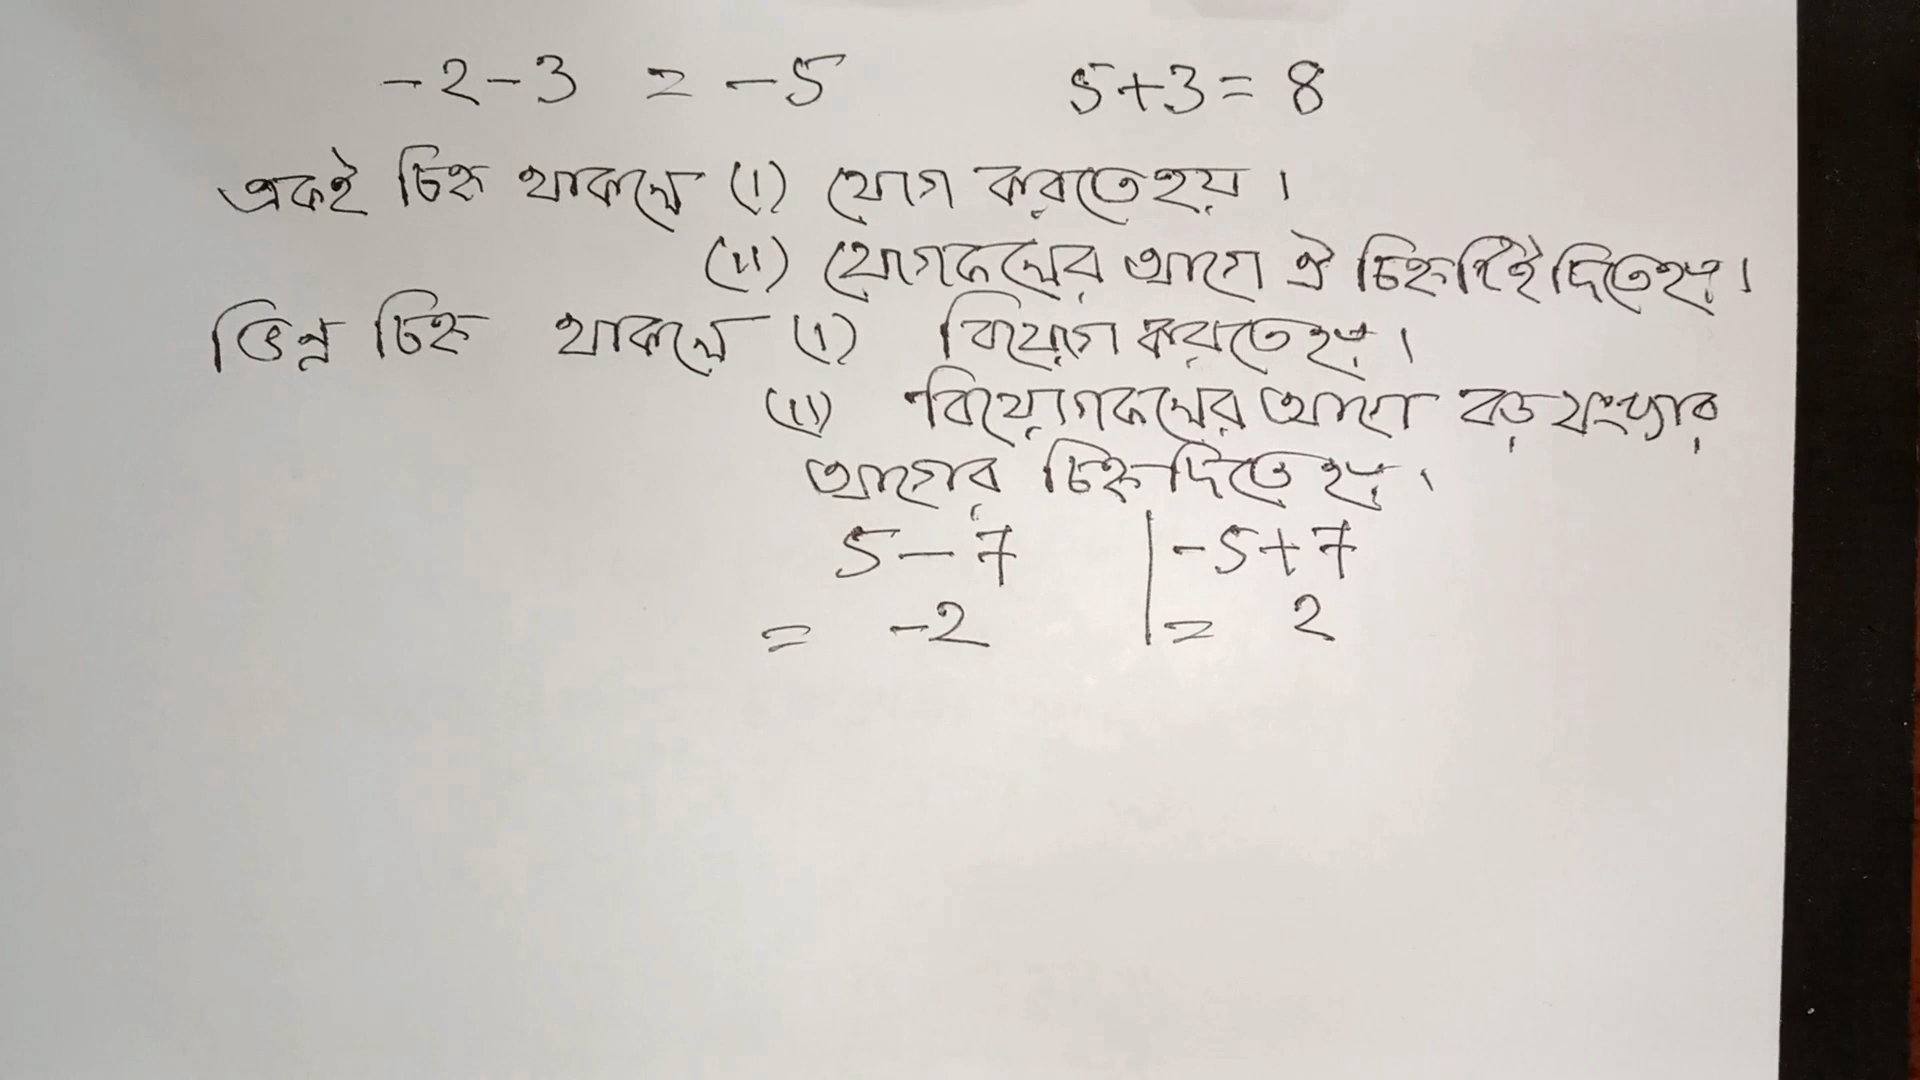 -2-3 = -5 5+3 = 8
একই চিহ্ন থাকলে (i) যোগ করতে হয়।
(ii) যোগফলের আগে ঐ চিহ্নটিই দিতে হয়।
ভিন্ন চিহ্ন থাকলে (i) বিয়োগ করতে হয়।
(ii) বিয়োগফলের আগে বড় সংখ্যার
আগের চিহ্ন দিতে হয়।
5-7 | -5+7
= -2 | = 2